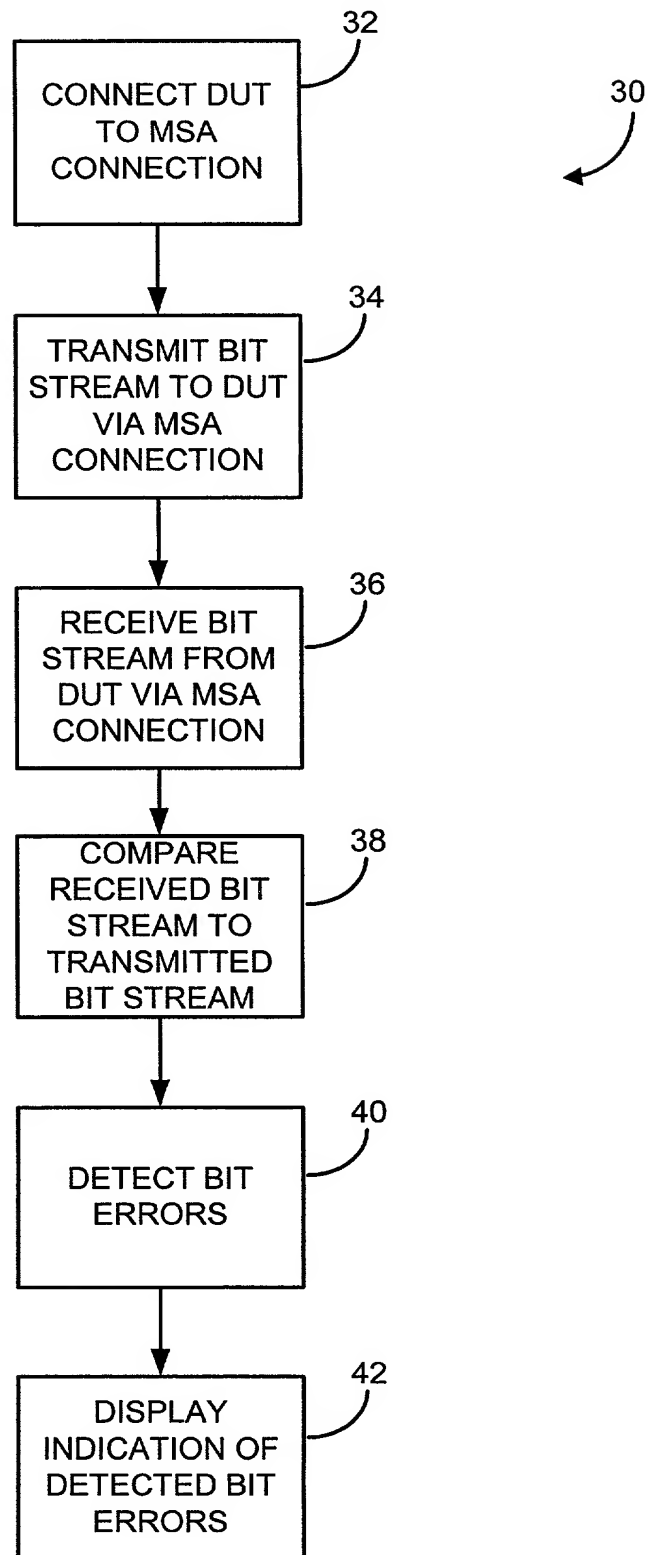 32
CONNECT DUT
TO MSA
CONNECTION
30
34
TRANSMIT BIT
STREAM TO DUT
VIA MSA
CONNECTION
36
RECEIVE BIT
STREAM FROM
DUT VIA MSA
CONNECTION
38
COMPARE
RECEIVED BIT
STREAM TO
TRANSMITTED
BIT STREAM
40
DETECT BIT
ERRORS
42
DISPLAY
INDICATION OF
DETECTED BIT
ERRORS